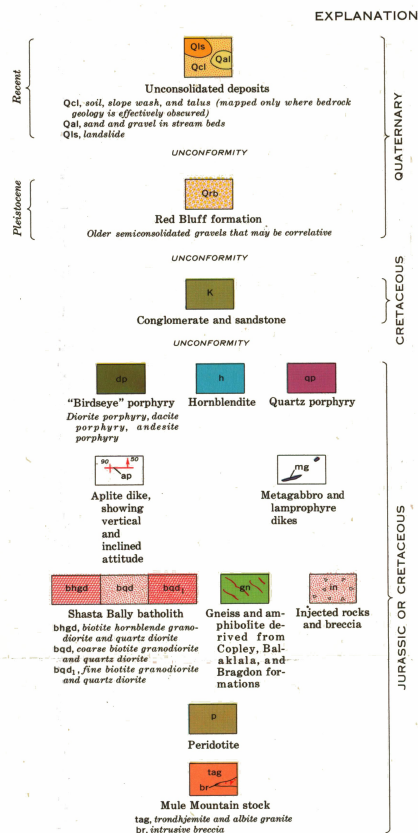 EXPLANATION
Recent
Qls
Qcl
Qal
Unconsolidated deposits
Qcl, soil, slope wash, and talus (mapped only where bedrock
geology is effectively obscured)
Qal, sand and gravel in stream beds
Qls, landslide
UNCONFORMITY
QUATERNARY
Pleistocene
Qrb
Red Bluff formation
Older semiconsolidated gravels that may be correlative
UNCONFORMITY
K
Conglomerate and sandstone
CRETACEOUS
UNCONFORMITY
dp
"Birdseye" porphyry
Diorite porphyry, dacite
porphyry, andesite
porphyry
h
Hornblendite
qp
Quartz porphyry
90
50
ap
Aplite dike,
showing
vertical
and
inclined
attitude
mg
Metagabbro and
lamprophyre
dikes
bhgd
bqd
bqd₁
Shasta Bally batholith
bhgd, biotite hornblende grano-
diorite and quartz diorite
bqd, coarse biotite granodiorite
and quartz diorite
bqd₁, fine biotite granodiorite
and quartz diorite
gn
Gneiss and am-
phibolite de-
rived from
Copley, Bal-
aklala, and
Bragdon for-
mations
in
Injected rocks
and breccia
p
Peridotite
tag
br
Mule Mountain stock
tag, trondhjemite and albite granite
br, intrusive breccia
JURASSIC OR CRETACEOUS